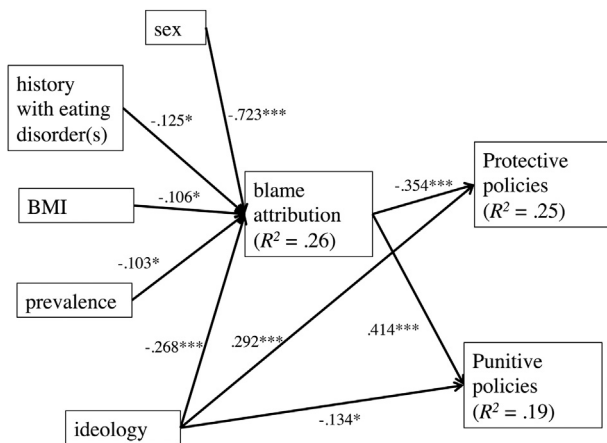 sex
history
with eating
disorder(s)
-.125*
-.723***
BMI
-.106*
blame
attribution
(R² = .26)
-.354***
Protective
policies
(R² = .25)
prevalence
-.103*
-.268***
.292***
.414***
Punitive
policies
(R² = .19)
ideology
-.134*